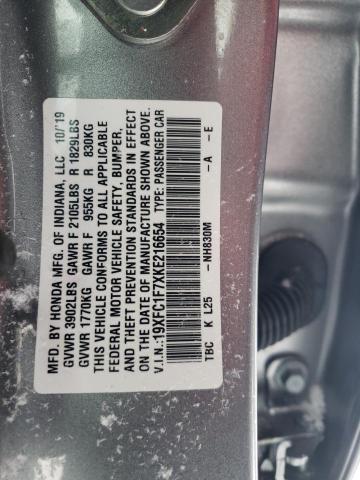 MFD. BY HONDA MFG. OF INDIANA, LLC 10/19
GVWR 3902LBS GAWR F 2105LBS R 1829LBS
GVWR 1770KG GAWR F 955KG R 830KG
THIS VEHICLE CONFORMS TO ALL APPLICABLE
FEDERAL MOTOR VEHICLE SAFETY, BUMPER,
AND THEFT PREVENTION STANDARDS IN EFFECT
ON THE DATE OF MANUFACTURE SHOWN ABOVE.
V.I.N.:19XFC1F7XKE216654 TYPE: PASSENGER CAR
TBC K L25 -NH830M -A -E